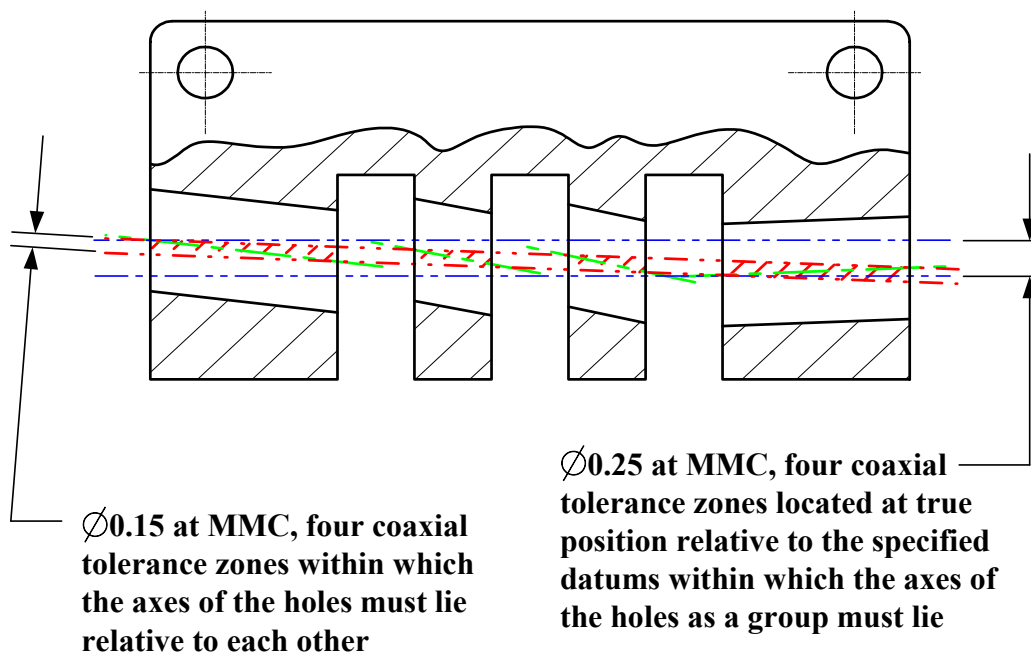 ∅0.15 at MMC, four coaxial
tolerance zones within which
the axes of the holes must lie
relative to each other
∅0.25 at MMC, four coaxial
tolerance zones located at true
position relative to the specified
datums within which the axes of
the holes as a group must lie